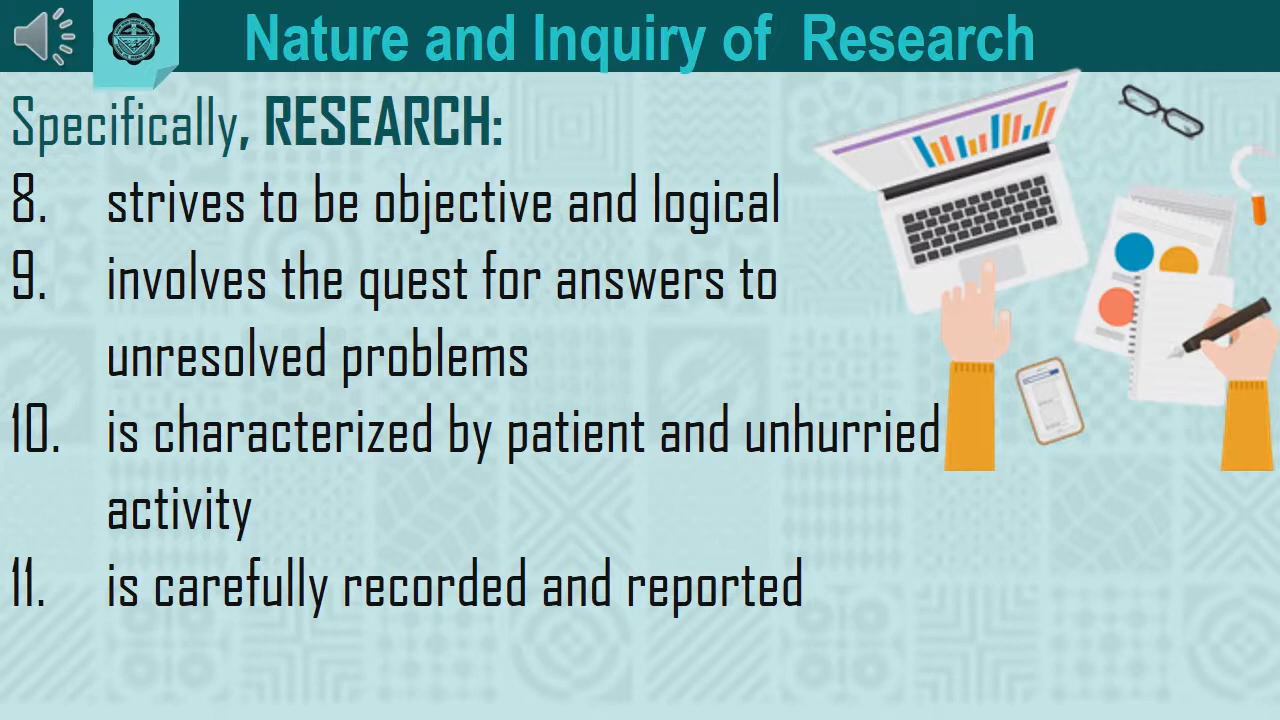 Nature and Inquiry of Research
Specifically, RESEARCH:
8. strives to be objective and logical
9. involves the quest for answers to
unresolved problems
10. is characterized by patient and unhurried
activity
11. is carefully recorded and reported